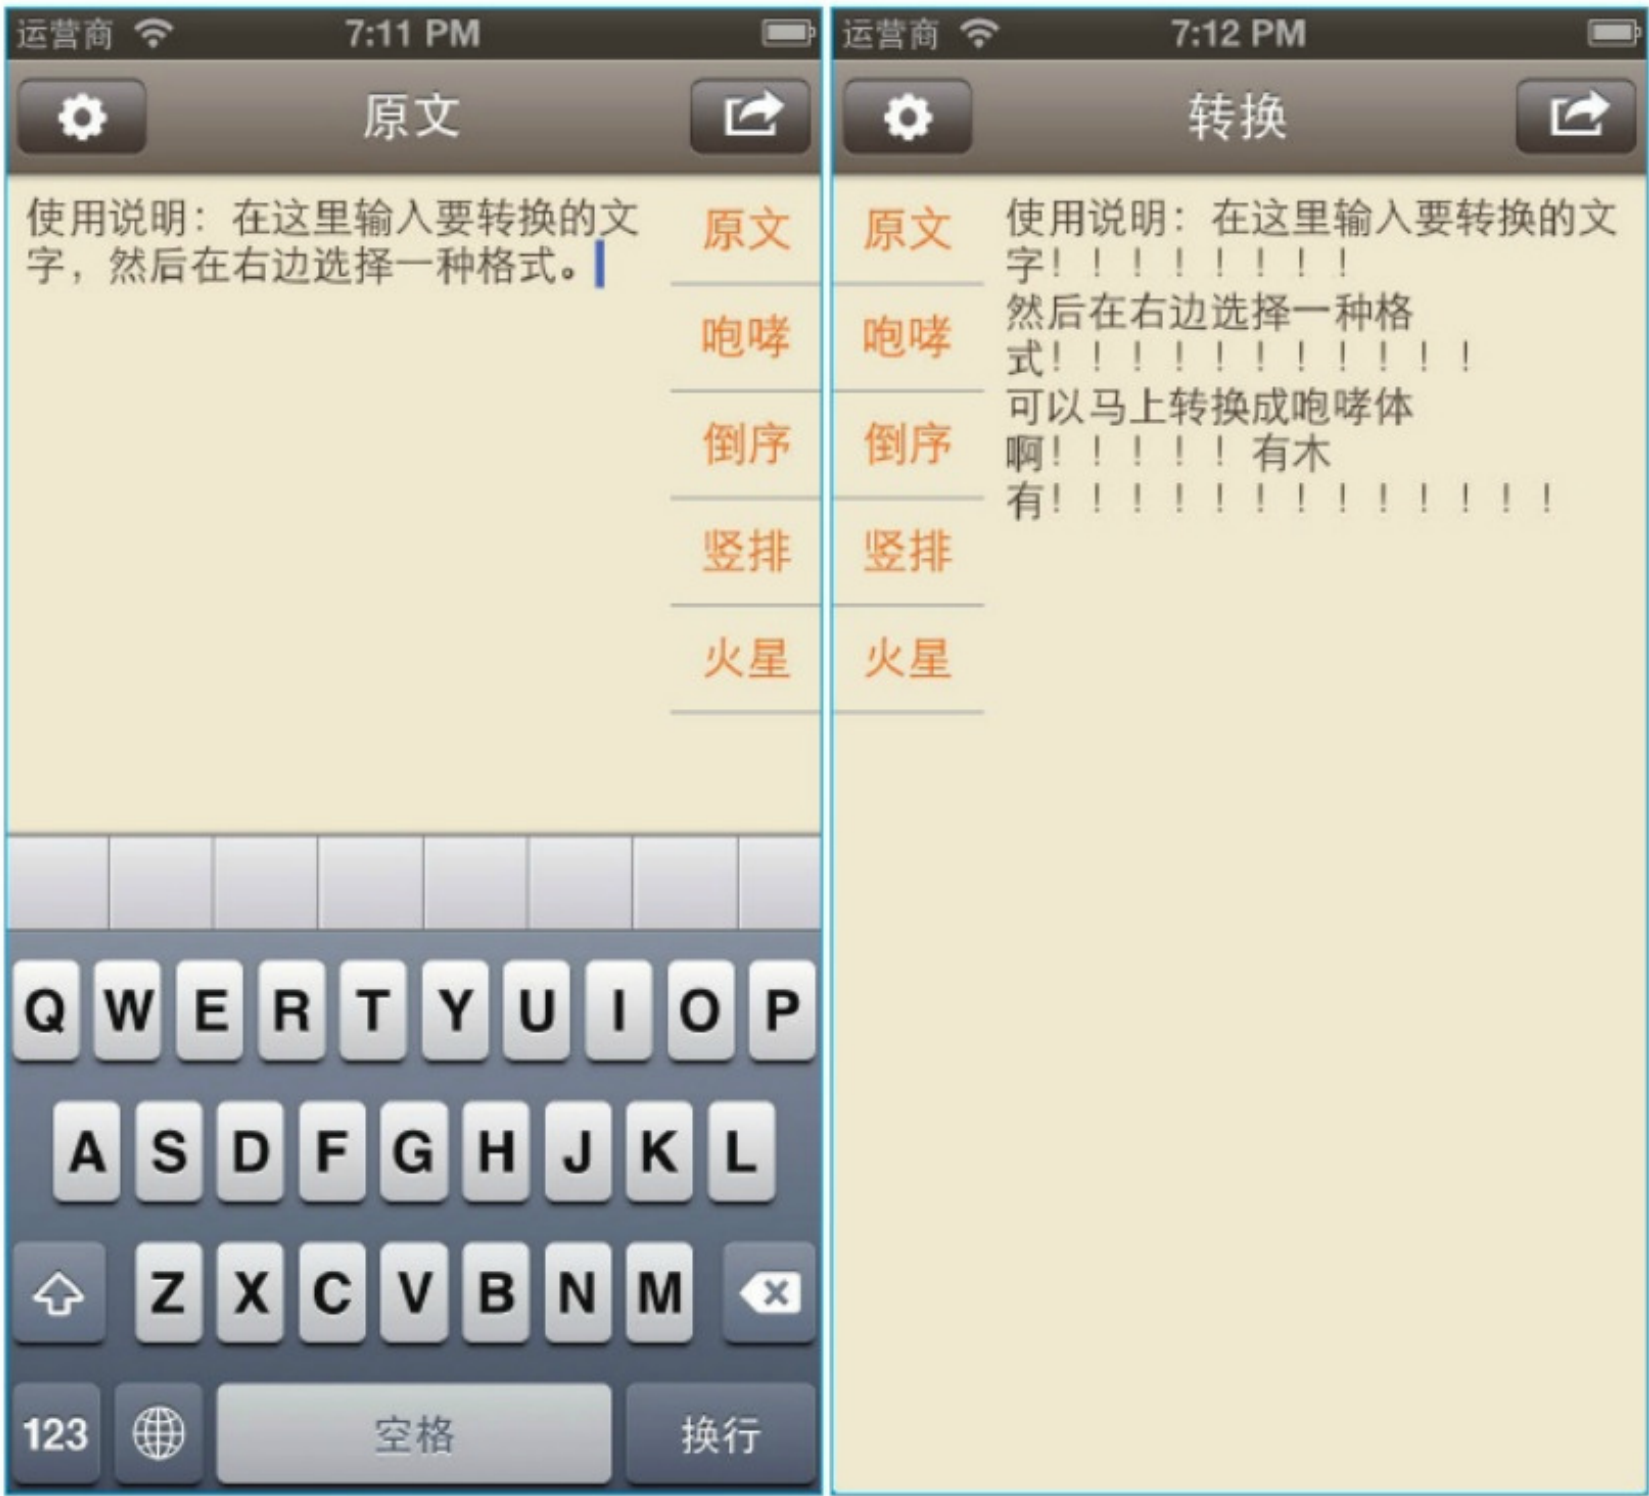 运营商 7:11 PM
原文
使用说明：在这里输入要转换的文
字，然后在右边选择一种格式。
原文
咆哮
倒序
竖排
火星
Q W E R T Y U I O P
A S D F G H J K L
Z X C V B N M
123 空格 换行
运营商 7:12 PM
转换
原文
咆哮
倒序
竖排
火星
使用说明：在这里输入要转换的文
字！！！！！！！！
然后在右边选择一种格
式！！！！！！！！！！！
可以马上转换成咆哮体
啊！！！！！有木
有！！！！！！！！！！！！！